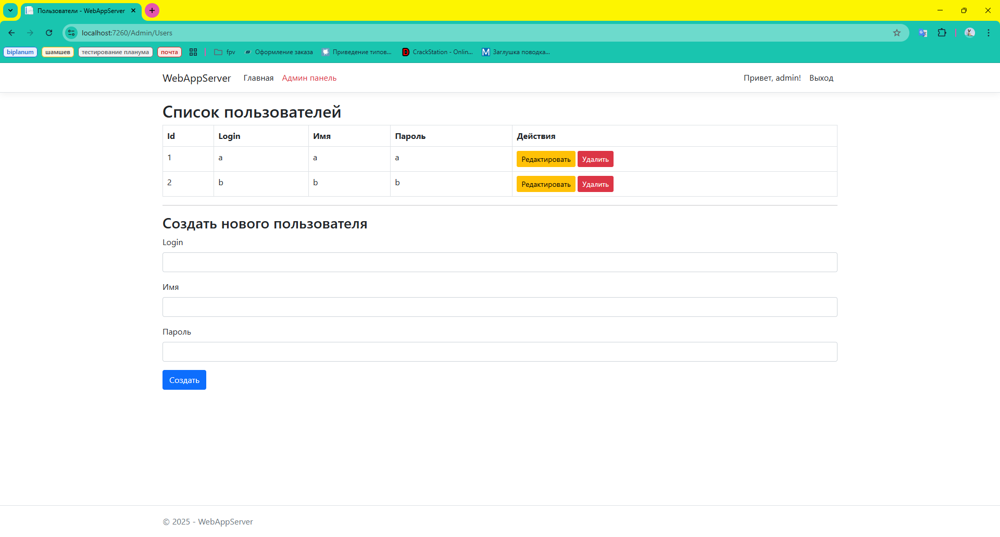 Пользователи - WebAppServer
localhost:7260/Admin/Users
biplanum шамшев тестирование планума почта fpv Оформление заказа Приведение типов... CrackStation - Onlin... Заглушка поводка...
WebAppServer Главная Админ панель Привет, admin! Выход
Список пользователей
Id Login Имя Пароль Действия
1 a a a Редактировать Удалить
2 b b b Редактировать Удалить
Создать нового пользователя
Login
Имя
Пароль
Создать
© 2025 - WebAppServer